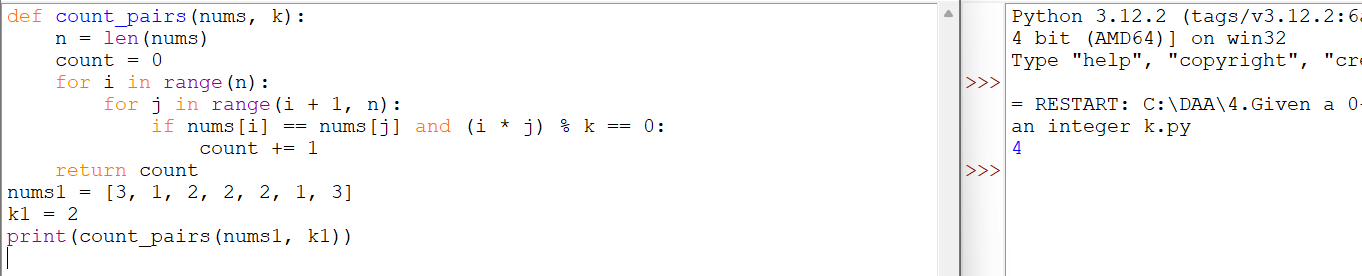 def count_pairs(nums, k):
    n = len(nums)
    count = 0
    for i in range(n):
        for j in range(i + 1, n):
            if nums[i] == nums[j] and (i * j) % k == 0:
                count += 1
    return count
nums1 = [3, 1, 2, 2, 2, 1, 3]
k1 = 2
print(count_pairs(nums1, k1))
Python 3.12.2 (tags/v3.12.2:6
4 bit (AMD64)] on win32
Type "help", "copyright", "cre
>>>
= RESTART: C:\DAA\4.Given a 0-
an integer k.py
4
>>>